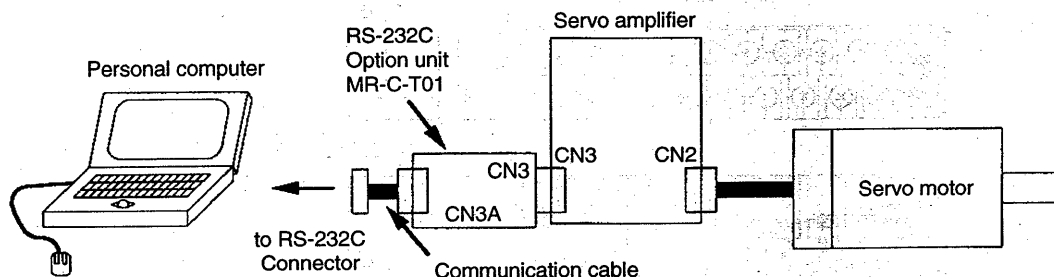 Servo amplifier
RS-232C
Option unit
MR-C-T01
Personal computer
CN3
CN3
CN2
Servo motor
CN3A
to RS-232C
Connector
Communication cable